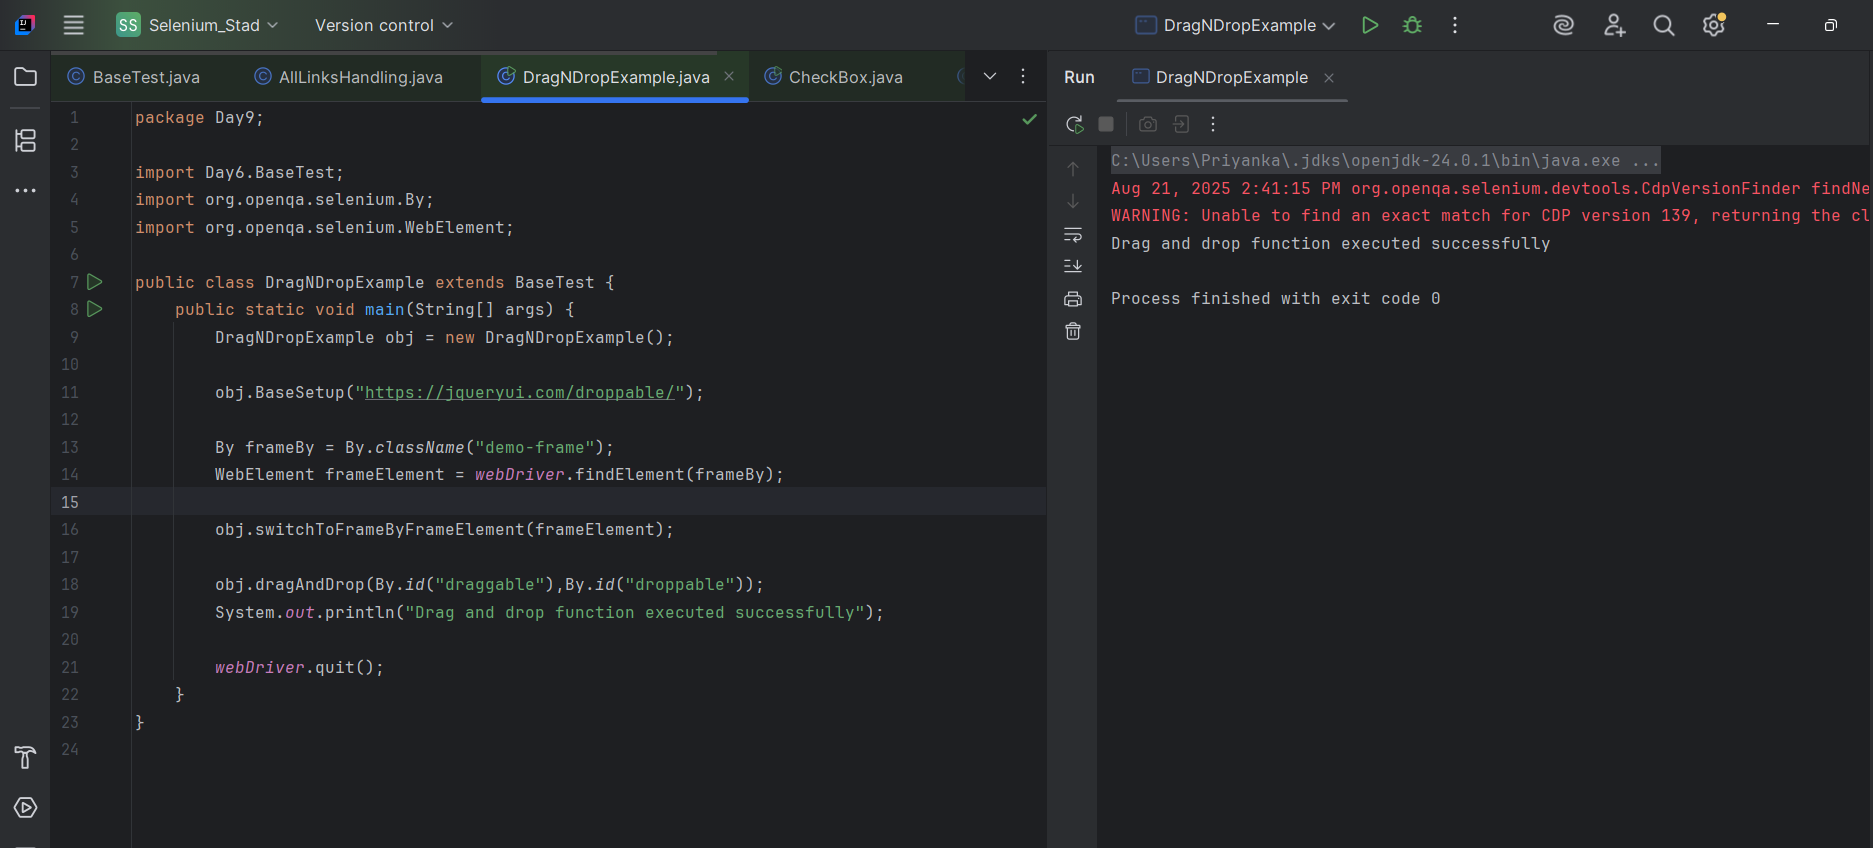 SS Selenium_Stad Version control DragNDropExample
BaseTest.java AllLinksHandling.java DragNDropExample.java CheckBox.java
Run DragNDropExample
1 package Day9;
2
3 import Day6.BaseTest;
4 import org.openqa.selenium.By;
5 import org.openqa.selenium.WebElement;
6
7 public class DragNDropExample extends BaseTest {
8 public static void main(String[] args) {
9 DragNDropExample obj = new DragNDropExample();
10
11 obj.BaseSetup("https://jqueryui.com/droppable/");
12
13 By frameBy = By.className("demo-frame");
14 WebElement frameElement = webDriver.findElement(frameBy);
15
16 obj.switchToFrameByFrameElement(frameElement);
17
18 obj.dragAndDrop(By.id("draggable"),By.id("droppable"));
19 System.out.println("Drag and drop function executed successfully");
20
21 webDriver.quit();
22 }
23 }
24
C:\Users\Priyanka\.jdks\openjdk-24.0.1\bin\java.exe ...
Aug 21, 2025 2:41:15 PM org.openqa.selenium.devtools.CdpVersionFinder findNe
WARNING: Unable to find an exact match for CDP version 139, returning the cl
Drag and drop function executed successfully
Process finished with exit code 0